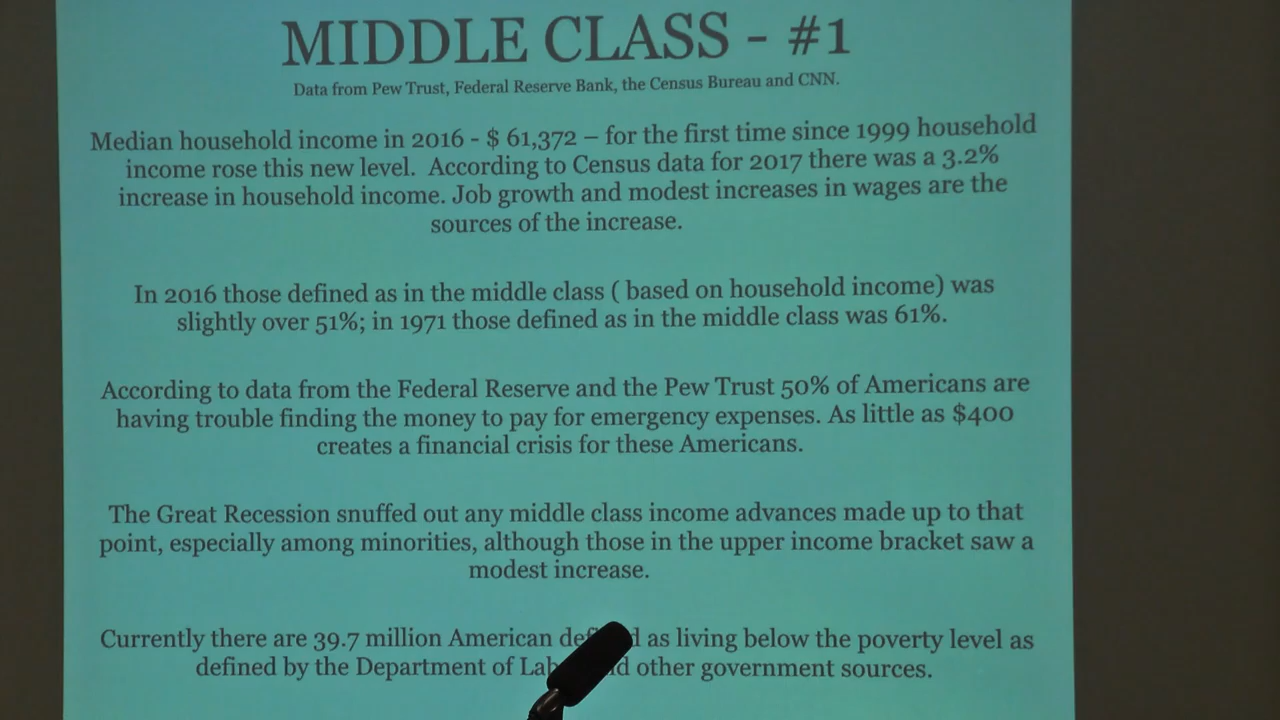 MIDDLE CLASS - #1
Data from Pew Trust, Federal Reserve Bank, the Census Bureau and CNN.
Median household income in 2016 - $ 61,372 – for the first time since 1999 household
income rose this new level.  According to Census data for 2017 there was a 3.2%
increase in household income. Job growth and modest increases in wages are the
sources of the increase.
In 2016 those defined as in the middle class ( based on household income) was
slightly over 51%; in 1971 those defined as in the middle class was 61%.
According to data from the Federal Reserve and the Pew Trust 50% of Americans are
having trouble finding the money to pay for emergency expenses. As little as $400
creates a financial crisis for these Americans.
The Great Recession snuffed out any middle class income advances made up to that
point, especially among minorities, although those in the upper income bracket saw a
modest increase.
Currently there are 39.7 million American as living below the poverty level as
defined by the Department of other government sources.